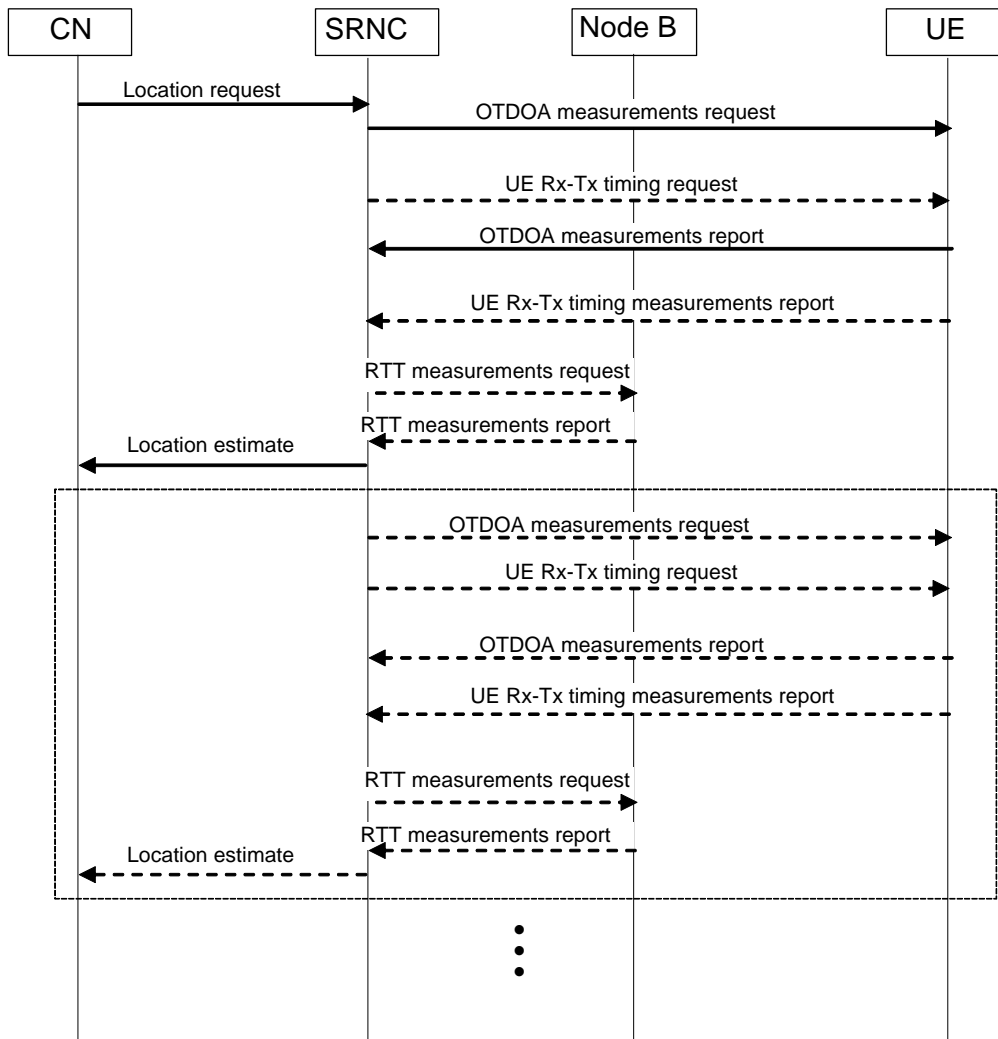 CN
SRNC
Node B
UE
Location request
OTDOA measurements request
UE Rx-Tx timing request
OTDOA measurements report
UE Rx-Tx timing measurements report
RTT measurements request
RTT measurements report
Location estimate
OTDOA measurements request
UE Rx-Tx timing request
OTDOA measurements report
UE Rx-Tx timing measurements report
RTT measurements request
RTT measurements report
Location estimate